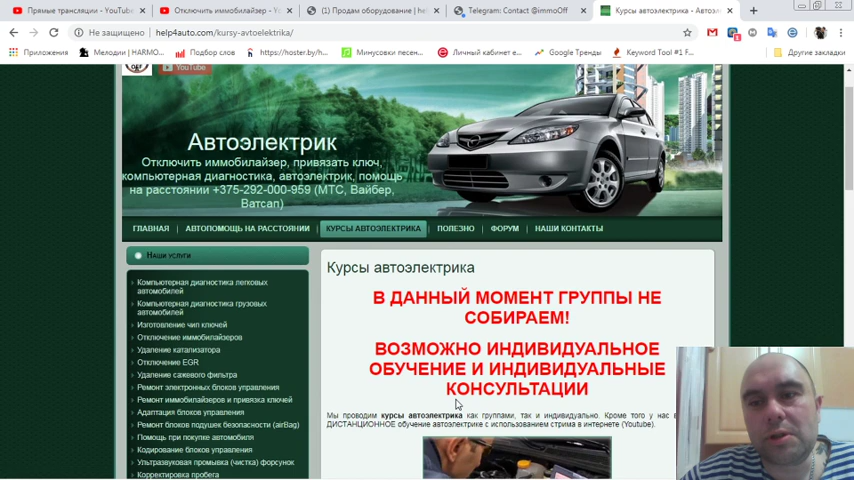 Прямые трансляции - YouTube
Отключить иммобилайзер - Yo
(1) Продам оборудование | hel
Telegram: Contact @immoOff
Курсы автоэлектрика - Автоэл
Не защищено
help4auto.com/kursy-avtoelektrika/
Приложения
Мелодии | HARMO...
Подбор слов
https://hoster.by/h...
Минусовки песен...
Личный кабинет е...
Google Тренды
Keyword Tool #1 F...
Другие закладки
YouTube
Автоэлектрик
Отключить иммобилайзер, привязать ключ,
компьютерная диагностика, автоэлектрик, помощь
на расстоянии +375-292-000-959 (МТС, Вайбер,
Ватсап)
ГЛАВНАЯ
АВТОПОМОЩЬ НА РАССТОЯНИИ
КУРСЫ АВТОЭЛЕКТРИКА
ПОЛЕЗНО
ФОРУМ
НАШИ КОНТАКТЫ
Наши услуги
Компьютерная диагностика легковых
автомобилей
Компьютерная диагностика грузовых
автомобилей
Изготовление чип ключей
Отключение иммобилайзеров
Удаление катализатора
Отключение EGR
Удаление сажевого фильтра
Ремонт электронных блоков управления
Ремонт иммобилайзеров и привязка ключей
Адаптация блоков управления
Ремонт блоков подушек безопасности (airBag)
Помощь при покупке автомобиля
Кодирование блоков управления
Ультразвуковая промывка (чистка) форсунок
Корректировка пробега
Курсы автоэлектрика
В ДАННЫЙ МОМЕНТ ГРУППЫ НЕ
СОБИРАЕМ!
ВОЗМОЖНО ИНДИВИДУАЛЬНОЕ
ОБУЧЕНИЕ И ИНДИВИДУАЛЬНЫЕ
КОНСУЛЬТАЦИИ
Мы проводим курсы автоэлектрика как группами, так и индивидуально. Кроме того у нас
ДИСТАНЦИОННОЕ обучение автоэлектрике с использованием стрима в интернете (Youtube).